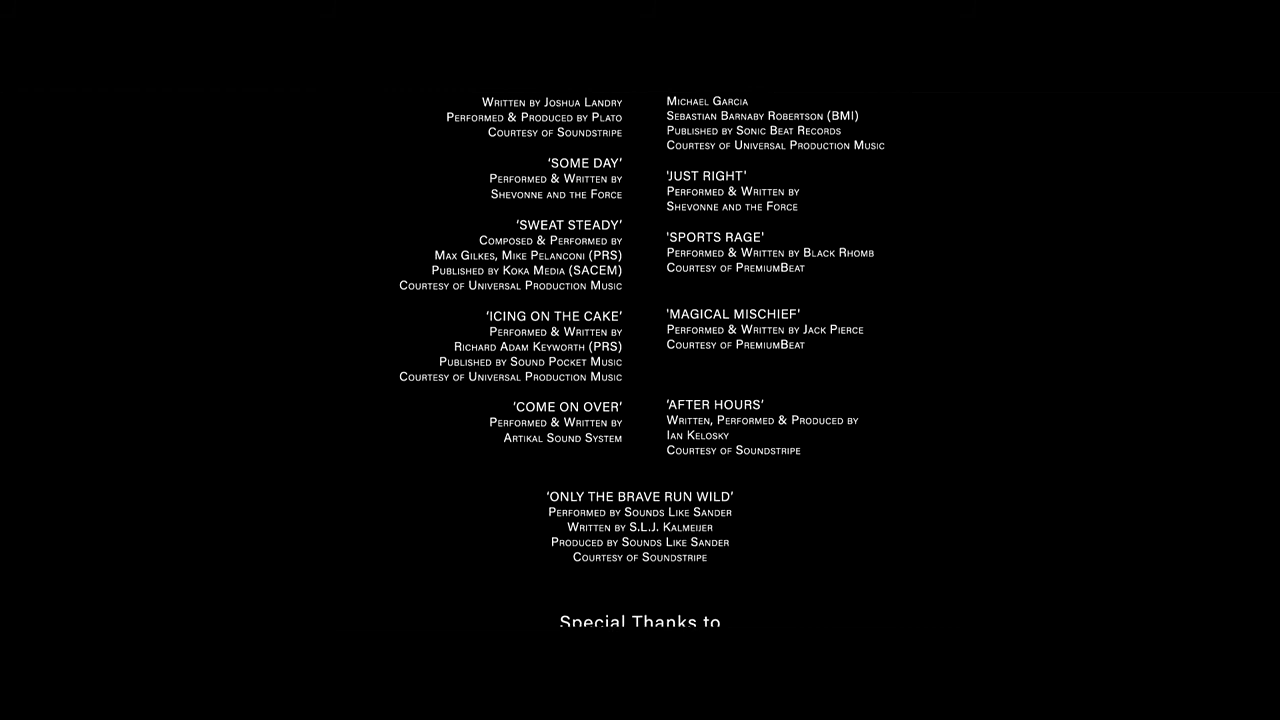 Written by Joshua Landry
Performed & Produced by Plato
Courtesy of Soundstripe
'SOME DAY'
Performed & Written by
Shevonne and the Force
'SWEAT STEADY'
Composed & Performed by
Max Gilkes, Mike Pelanconi (PRS)
Published by Koka Media (SACEM)
Courtesy of Universal Production Music
'ICING ON THE CAKE'
Performed & Written by
Richard Adam Keyworth (PRS)
Published by Sound Pocket Music
Courtesy of Universal Production Music
'COME ON OVER'
Performed & Written by
Artikal Sound System
Michael Garcia
Sebastian Barnaby Robertson (BMI)
Published by Sonic Beat Records
Courtesy of Universal Production Music
'JUST RIGHT'
Performed & Written by
Shevonne and the Force
'SPORTS RAGE'
Performed & Written by Black Rhomb
Courtesy of PremiumBeat
'MAGICAL MISCHIEF'
Performed & Written by Jack Pierce
Courtesy of PremiumBeat
'AFTER HOURS'
Written, Performed & Produced by
Ian Kelosky
Courtesy of Soundstripe
'ONLY THE BRAVE RUN WILD'
Performed by Sounds Like Sander
Written by S.L.J. Kalmeijer
Produced by Sounds Like Sander
Courtesy of Soundstripe
Special Thanks to